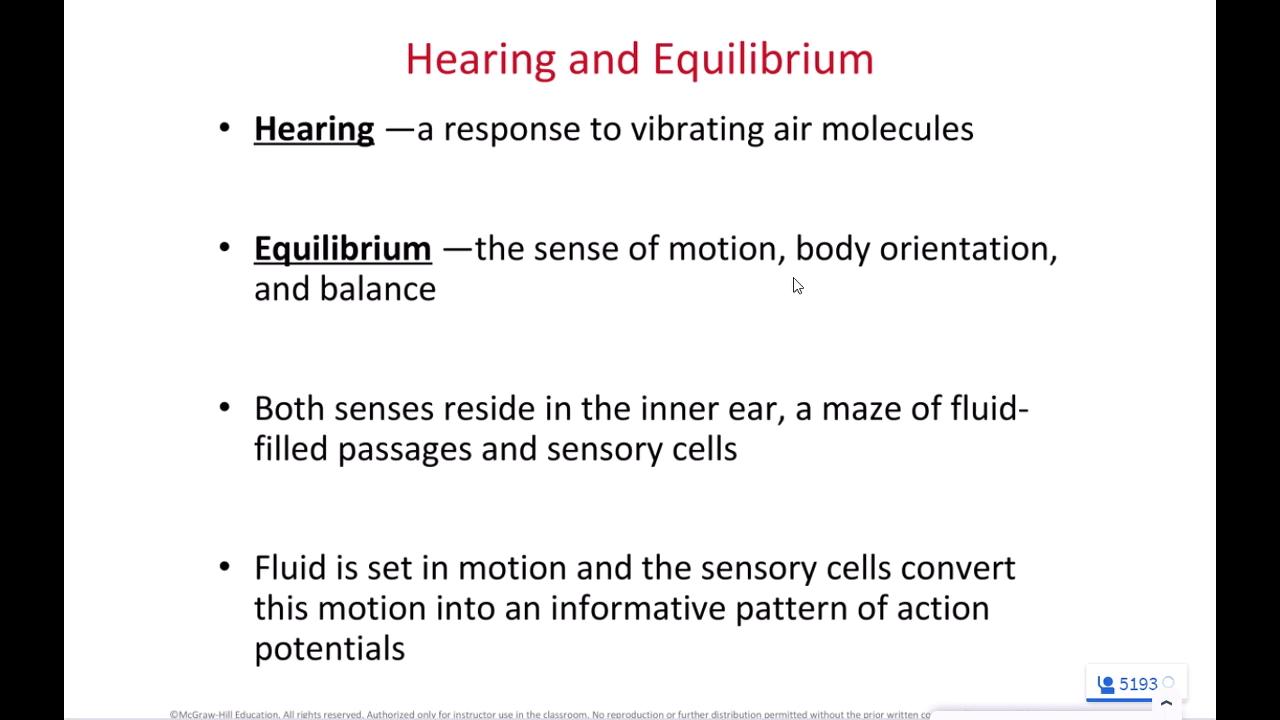 Hearing and Equilibrium
• Hearing —a response to vibrating air molecules
• Equilibrium —the sense of motion, body orientation,
and balance
• Both senses reside in the inner ear, a maze of fluid-
filled passages and sensory cells
• Fluid is set in motion and the sensory cells convert
this motion into an informative pattern of action
potentials
5193
©McGraw-Hill Education. All rights reserved. Authorized only for instructor use in the classroom. No reproduction or further distribution permitted without the prior written